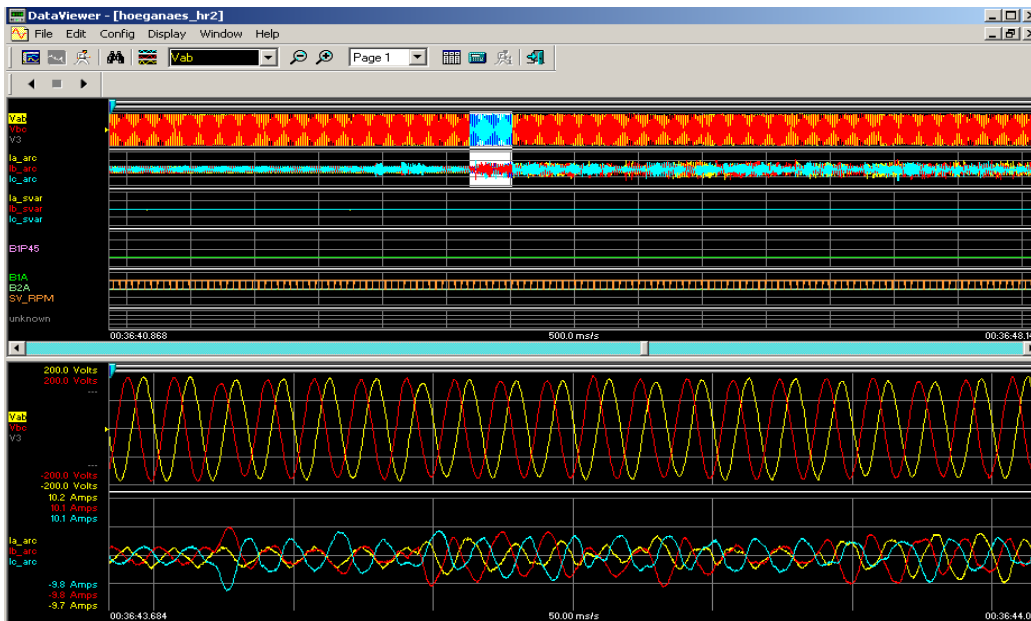 DataViewer - [hoeganaes_hr2]
File Edit Config Display Window Help
Vab Page 1
Vab
Vbc
V3
Ia_arc
Ib_arc
Ic_arc
Ia_svar
Ib_svar
Ic_svar
B1P45
B1A
B2A
SV_RPM
unknown
00:36:40.868 500.0 ms/s 00:36:48.14
200.0 Volts
200.0 Volts
---
Vab
Vbc
V3
---
-200.0 Volts
-200.0 Volts
10.2 Amps
10.1 Amps
10.1 Amps
Ia_arc
Ib_arc
Ic_arc
-9.8 Amps
-9.8 Amps
-9.7 Amps
00:36:43.684 50.00 ms/s 00:36:44.0